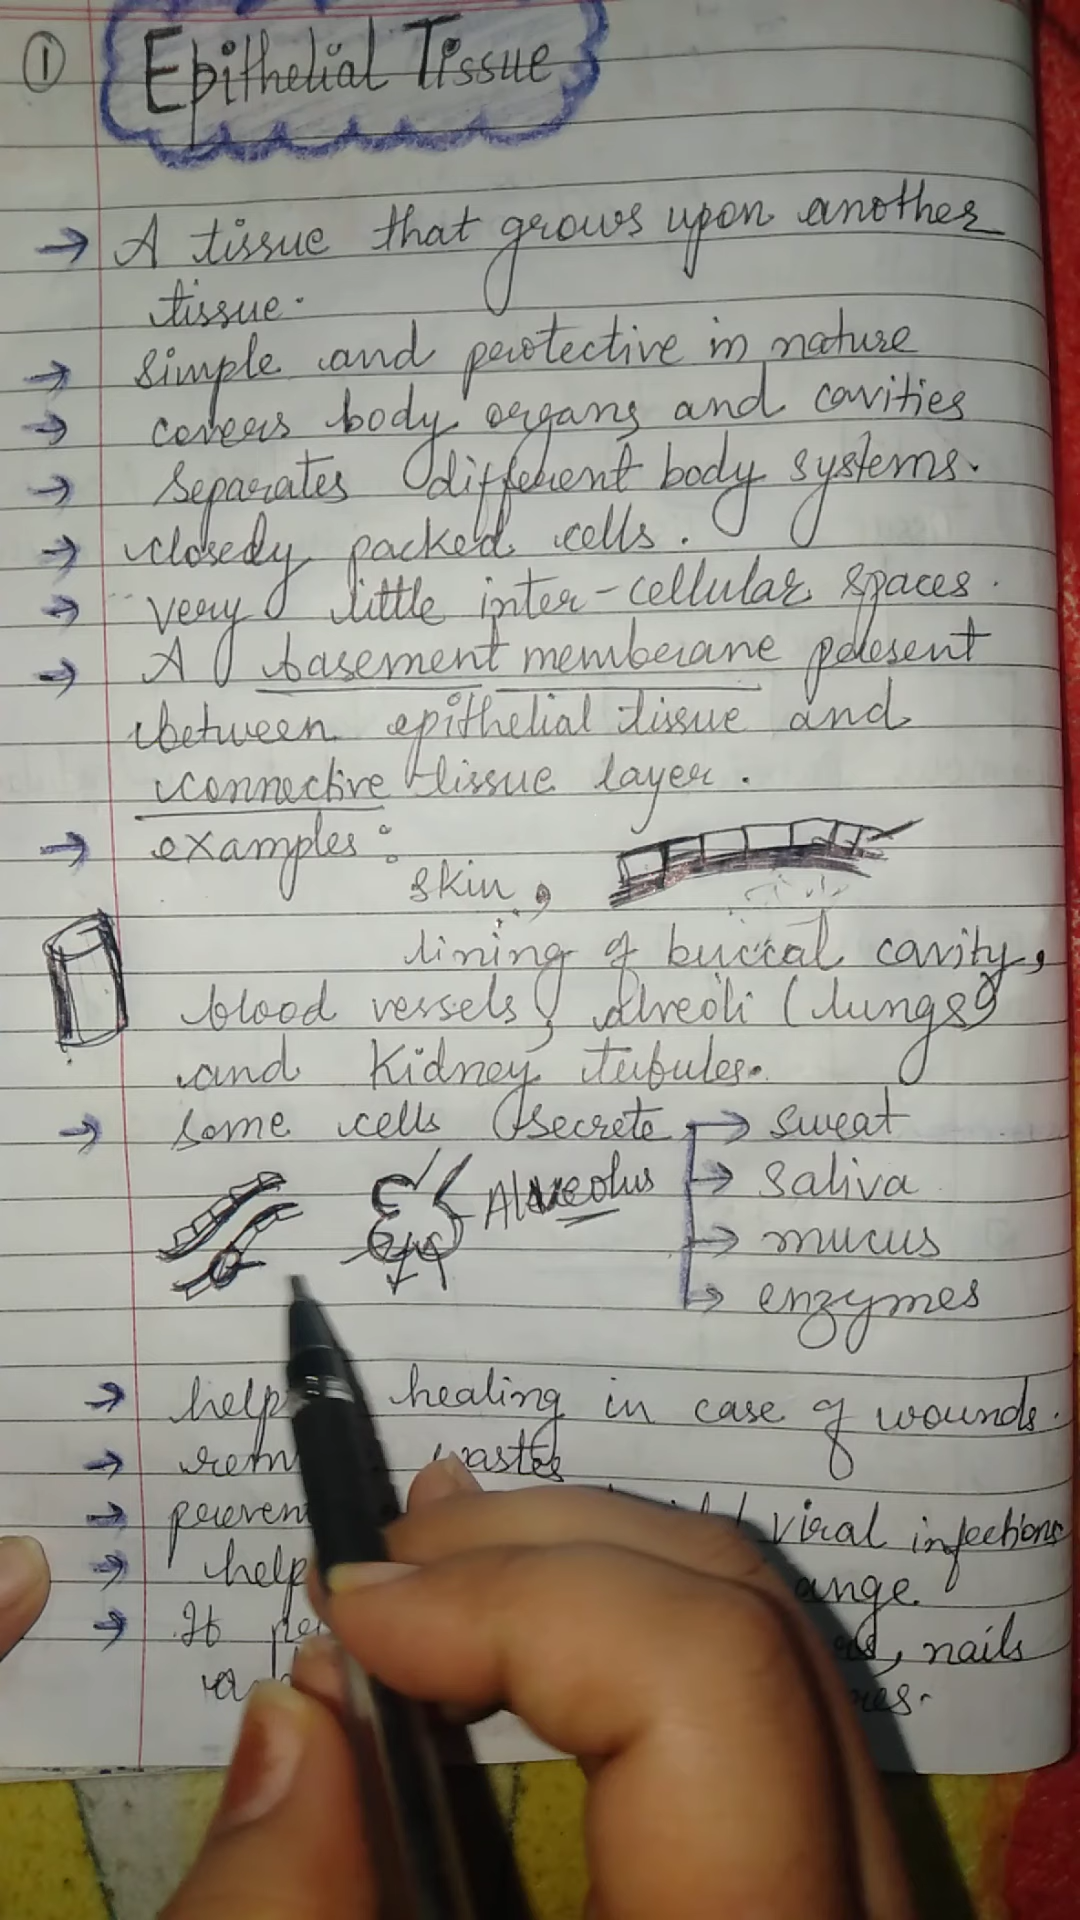 ① Epithelial Tissue
→ A tissue that grows upon another
tissue.
→ simple and protective in nature
→ covers body organs and cavities
→ separates different body systems.
→ closely packed cells.
→ very little inter-cellular spaces.
→ A basement membrane present
between epithelial tissue and
connective tissue layer.
→ examples:
skin,
lining of buccal cavity,
blood vessels, alveoli (lungs)
and Kidney tubules.
→ some cells secrete → sweat
→ saliva
Alveolus
→ mucus
→ enzymes
→ help healing in case of wounds.
→ wastes
→ viral infections
→ help
→ It nails